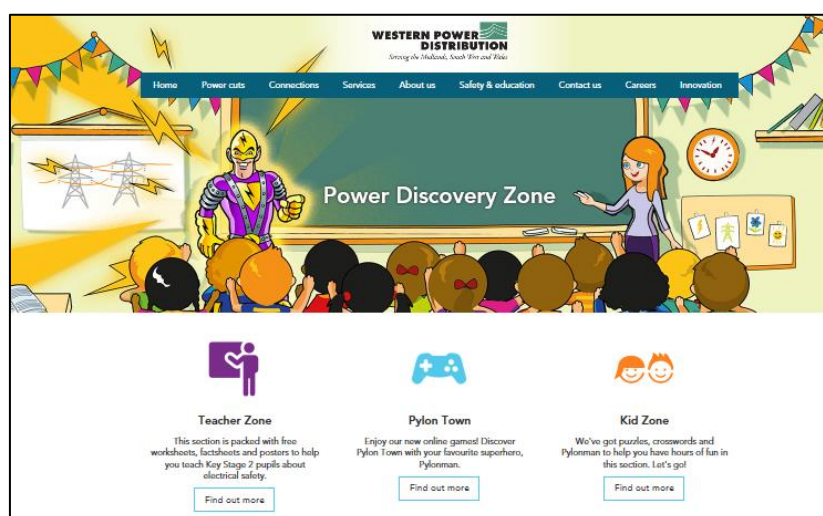 WESTERN POWER
DISTRIBUTION
Serving the Midlands, South West and Wales
Home Power cuts Connections Services About us Safety & education Contact us Careers Innovation
Power Discovery Zone
Teacher Zone
This section is packed with free
worksheets, factsheets and posters to help
you teach Key Stage 2 pupils about
electrical safety.
Find out more
Pylon Town
Enjoy our new online games! Discover
Pylon Town with your favourite superhero,
Pylonman.
Find out more
Kid Zone
We've got puzzles, crosswords and
Pylonman to help you have hours of fun in
this section. Let's go!
Find out more